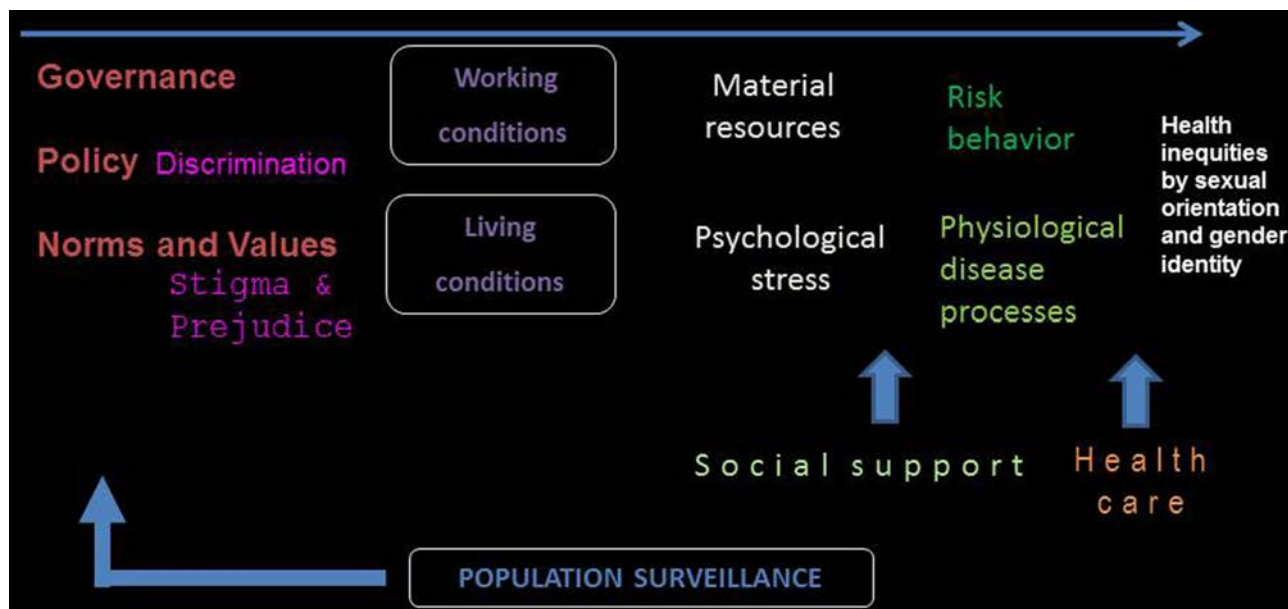 Governance
Policy Discrimination
Norms and Values
Stigma &
Prejudice
Working
conditions
Living
conditions
Material
resources
Psychological
stress
Risk
behavior
Physiological
disease
processes
Health
inequities
by sexual
orientation
and gender
identity
Social support
Health
care
POPULATION SURVEILLANCE